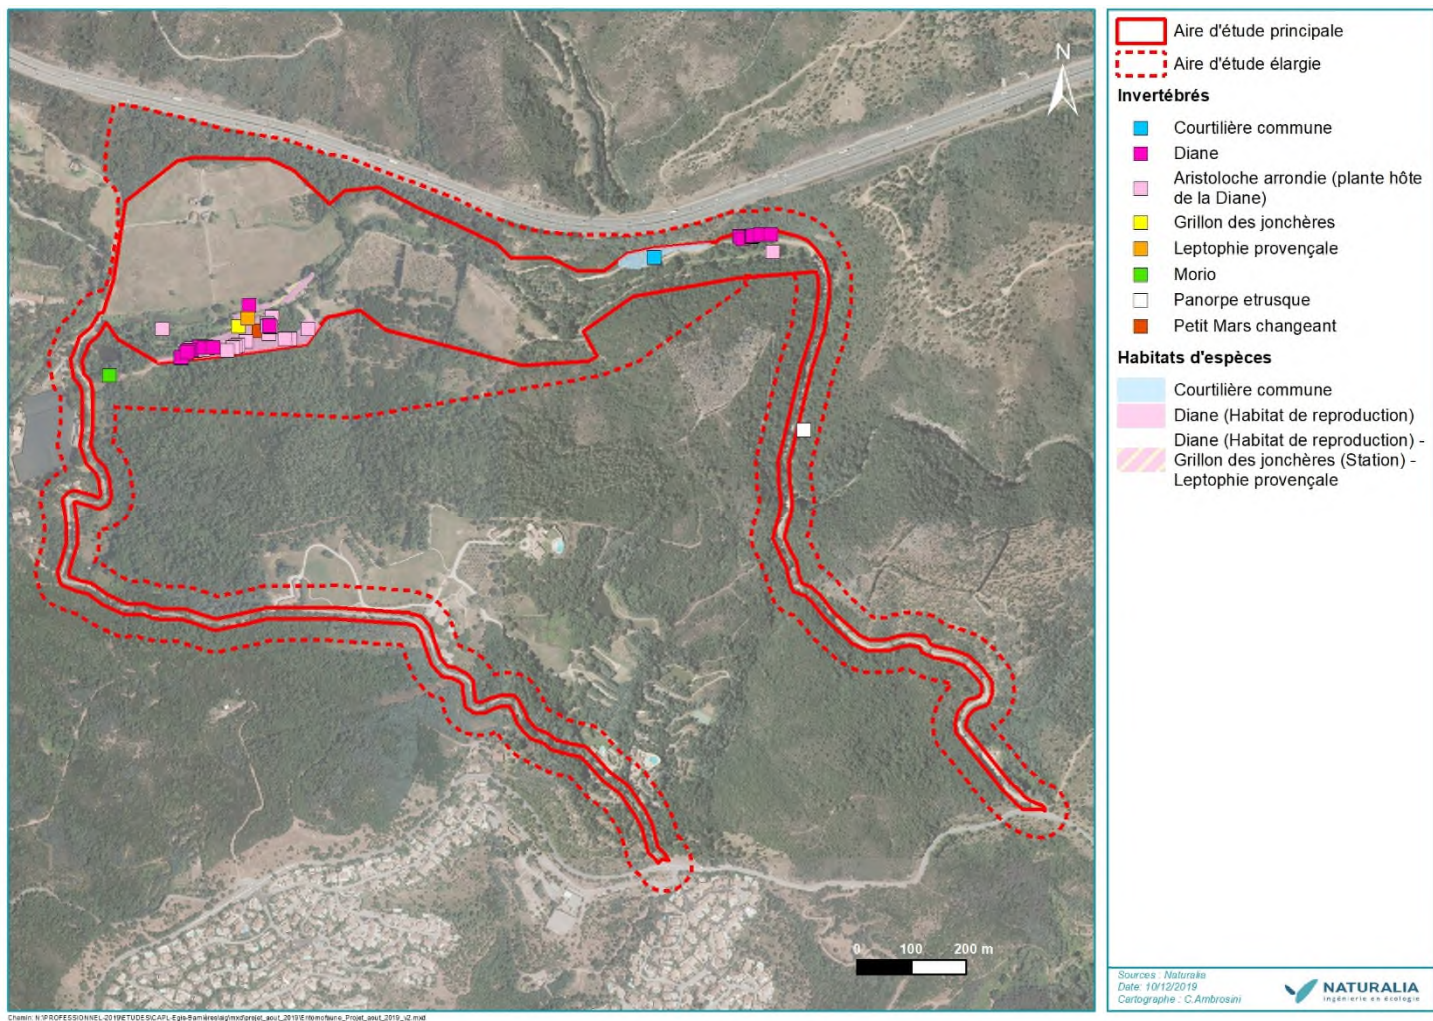 N
0 100 200 m
Aire d'étude principale
Aire d'étude élargie
Invertébrés
Courtilière commune
Diane
Aristoloche arrondie (plante hôte
de la Diane)
Grillon des jonchères
Leptophie provençale
Morio
Panorpe etrusque
Petit Mars changeant
Habitats d'espèces
Courtilière commune
Diane (Habitat de reproduction)
Diane (Habitat de reproduction) -
Grillon des jonchères (Station) -
Leptophie provençale
Sources : Naturalia
Date: 10/12/2019
Cartographe : C.Ambrosini
NATURALIA
Ingénierie en écologie